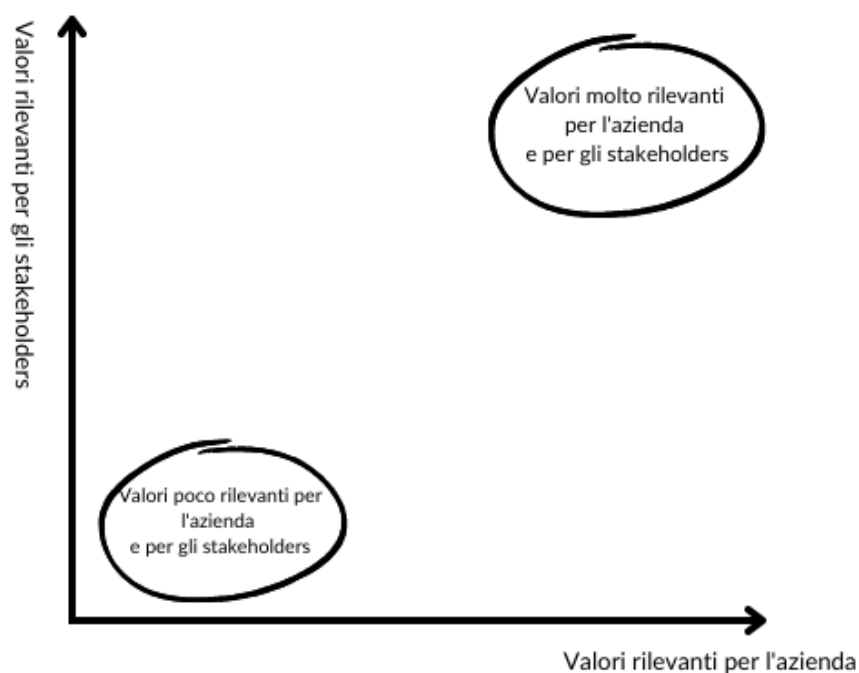 Valori rilevanti per gli stakeholders
Valori molto rilevanti
per l'azienda
e per gli stakeholders
Valori poco rilevanti per
l'azienda
e per gli stakeholders
Valori rilevanti per l'azienda